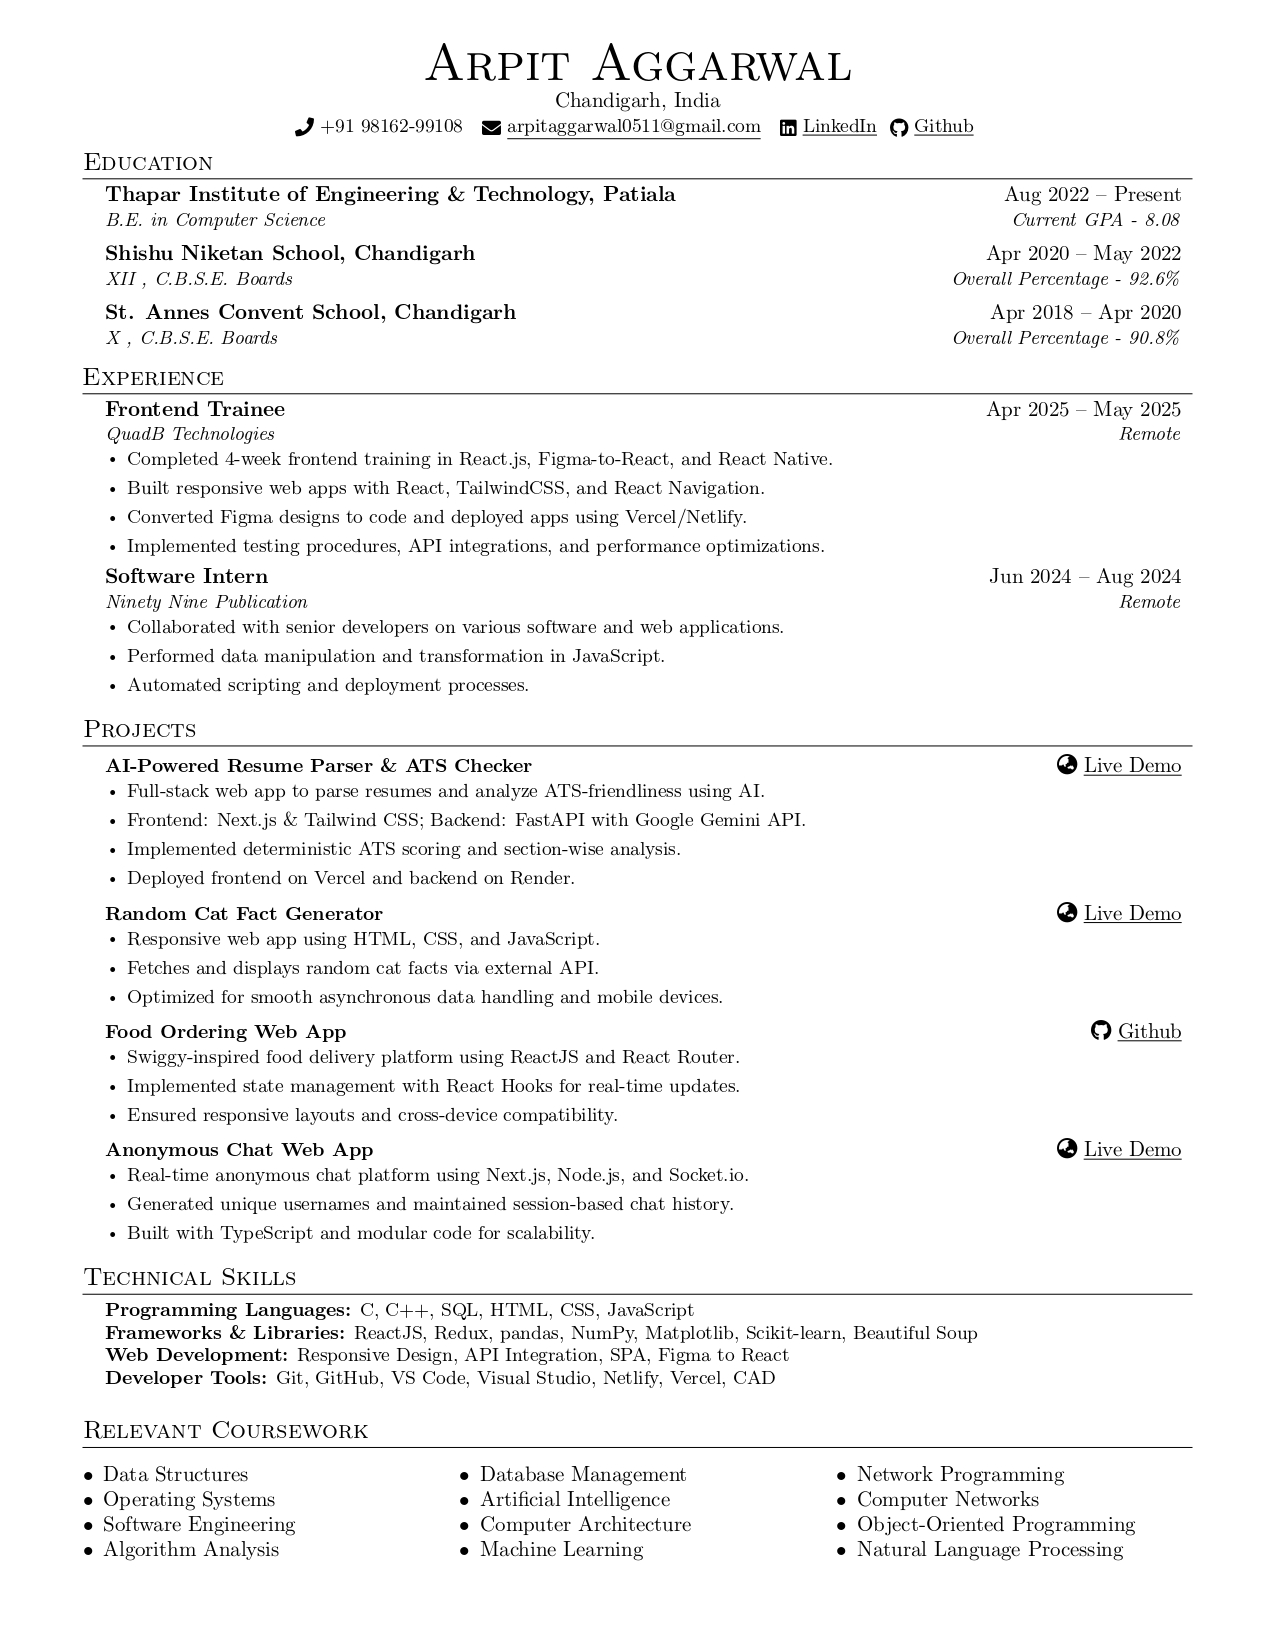 Arpit Aggarwal
Chandigarh, India
+91 98162-99108 arpitaggarwal0511@gmail.com LinkedIn Github
Education
Thapar Institute of Engineering & Technology, Patiala Aug 2022 – Present
B.E. in Computer Science Current GPA - 8.08
Shishu Niketan School, Chandigarh Apr 2020 – May 2022
XII , C.B.S.E. Boards Overall Percentage - 92.6%
St. Annes Convent School, Chandigarh Apr 2018 – Apr 2020
X , C.B.S.E. Boards Overall Percentage - 90.8%
Experience
Frontend Trainee Apr 2025 – May 2025
QuadB Technologies Remote
• Completed 4-week frontend training in React.js, Figma-to-React, and React Native.
• Built responsive web apps with React, TailwindCSS, and React Navigation.
• Converted Figma designs to code and deployed apps using Vercel/Netlify.
• Implemented testing procedures, API integrations, and performance optimizations.
Software Intern Jun 2024 – Aug 2024
Ninety Nine Publication Remote
• Collaborated with senior developers on various software and web applications.
• Performed data manipulation and transformation in JavaScript.
• Automated scripting and deployment processes.
Projects
AI-Powered Resume Parser & ATS Checker Live Demo
• Full-stack web app to parse resumes and analyze ATS-friendliness using AI.
• Frontend: Next.js & Tailwind CSS; Backend: FastAPI with Google Gemini API.
• Implemented deterministic ATS scoring and section-wise analysis.
• Deployed frontend on Vercel and backend on Render.
Random Cat Fact Generator Live Demo
• Responsive web app using HTML, CSS, and JavaScript.
• Fetches and displays random cat facts via external API.
• Optimized for smooth asynchronous data handling and mobile devices.
Food Ordering Web App Github
• Swiggy-inspired food delivery platform using ReactJS and React Router.
• Implemented state management with React Hooks for real-time updates.
• Ensured responsive layouts and cross-device compatibility.
Anonymous Chat Web App Live Demo
• Real-time anonymous chat platform using Next.js, Node.js, and Socket.io.
• Generated unique usernames and maintained session-based chat history.
• Built with TypeScript and modular code for scalability.
Technical Skills
Programming Languages: C, C++, SQL, HTML, CSS, JavaScript
Frameworks & Libraries: ReactJS, Redux, pandas, NumPy, Matplotlib, Scikit-learn, Beautiful Soup
Web Development: Responsive Design, API Integration, SPA, Figma to React
Developer Tools: Git, GitHub, VS Code, Visual Studio, Netlify, Vercel, CAD
Relevant Coursework
• Data Structures • Database Management • Network Programming
• Operating Systems • Artificial Intelligence • Computer Networks
• Software Engineering • Computer Architecture • Object-Oriented Programming
• Algorithm Analysis • Machine Learning • Natural Language Processing